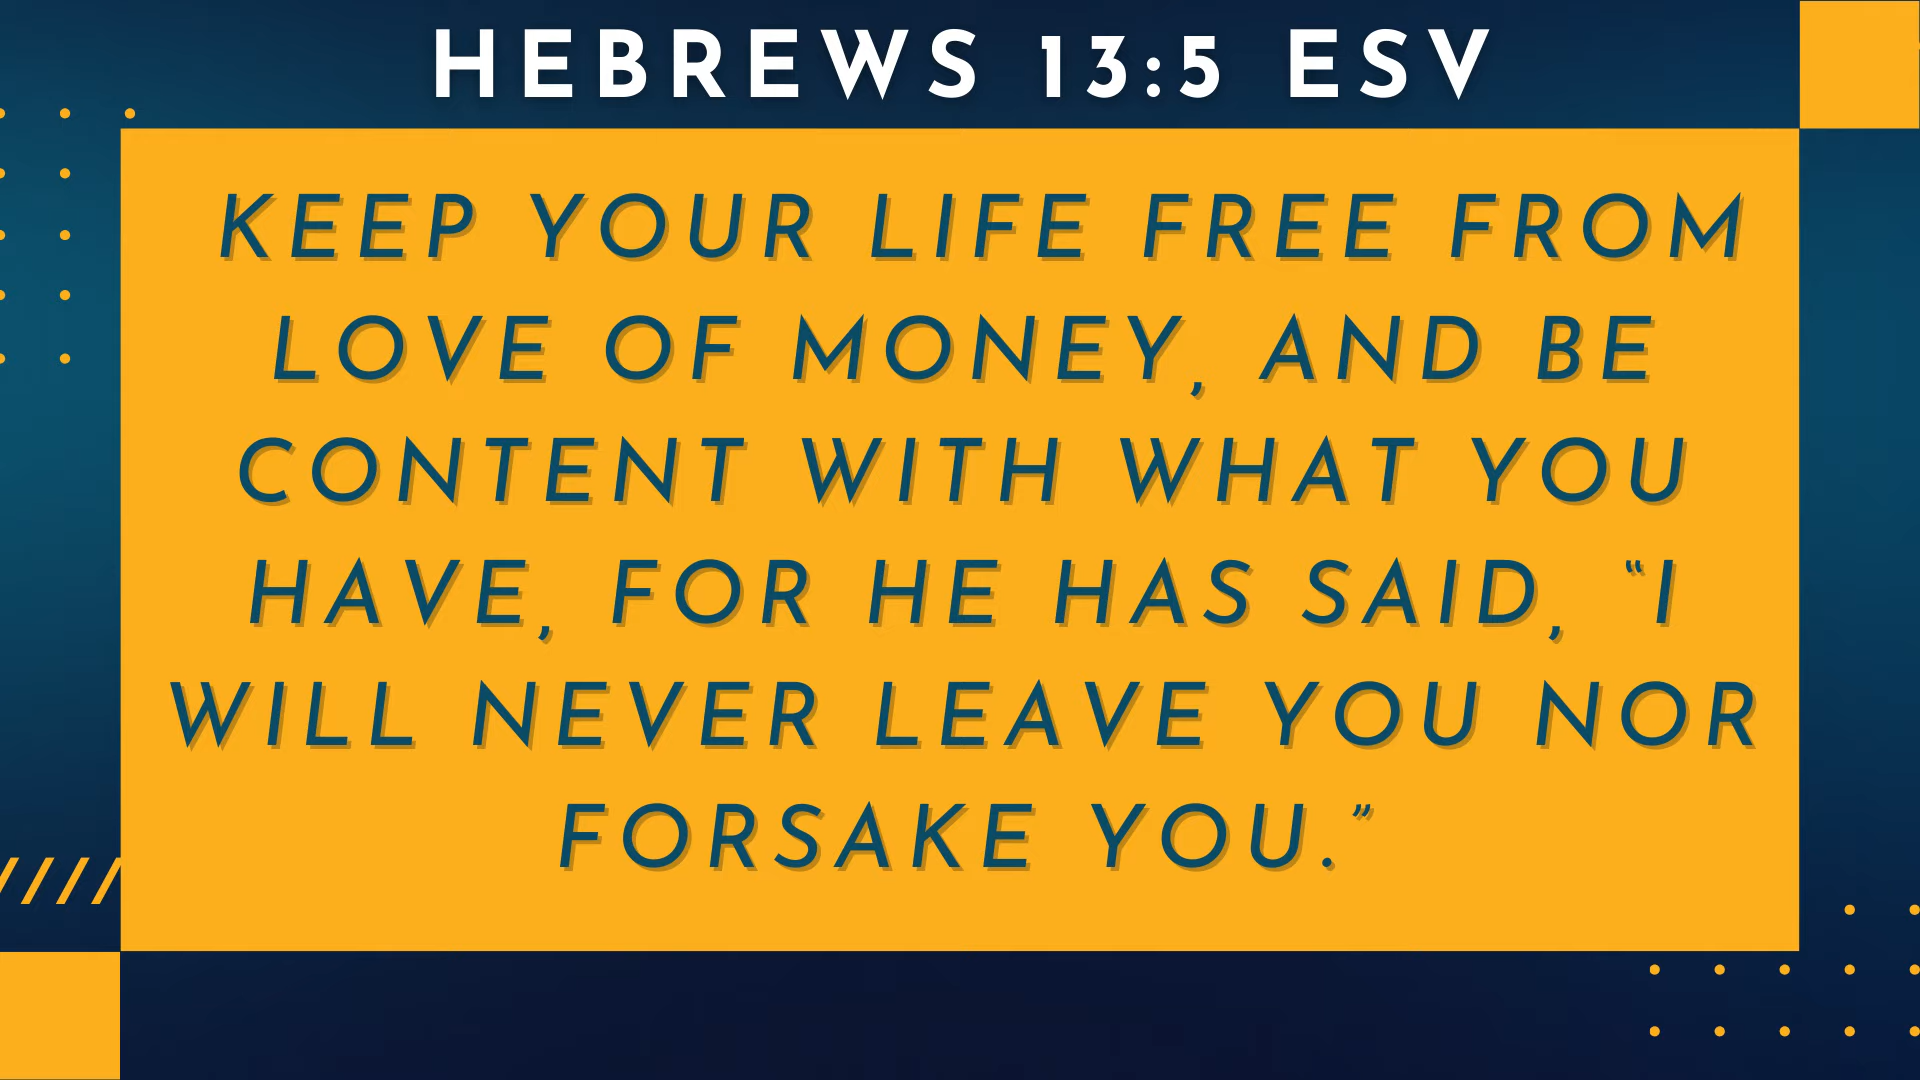 HEBREWS 13:5 ESV
KEEP YOUR LIFE FREE FROM
LOVE OF MONEY, AND BE
CONTENT WITH WHAT YOU
HAVE, FOR HE HAS SAID, “I
WILL NEVER LEAVE YOU NOR
FORSAKE YOU.”